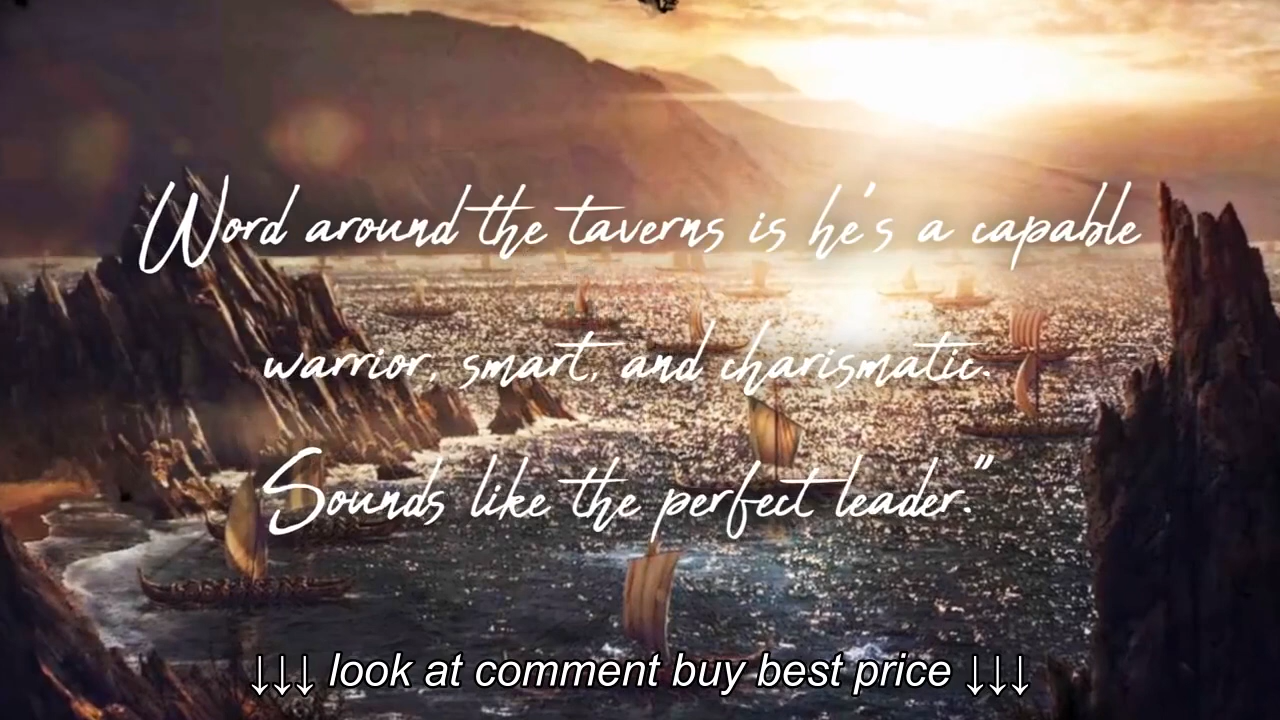 Word around the taverns is he's a capable
warrior, smart, and charismatic.
Sounds like the perfect leader."
↓↓↓ look at comment buy best price ↓↓↓